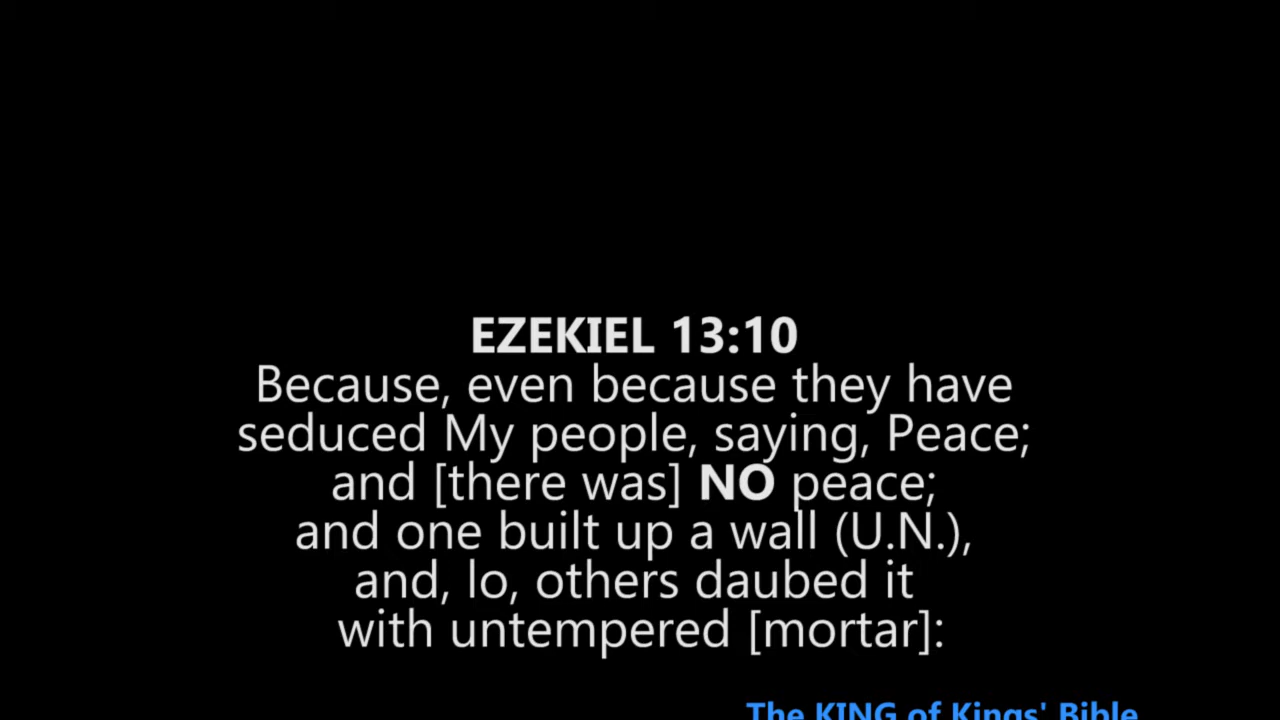 EZEKIEL 13:10
Because, even because they have
seduced My people, saying, Peace;
and [there was] NO peace;
and one built up a wall (U.N.),
and, lo, others daubed it
with untempered [mortar]:
The KING of Kings' Bible